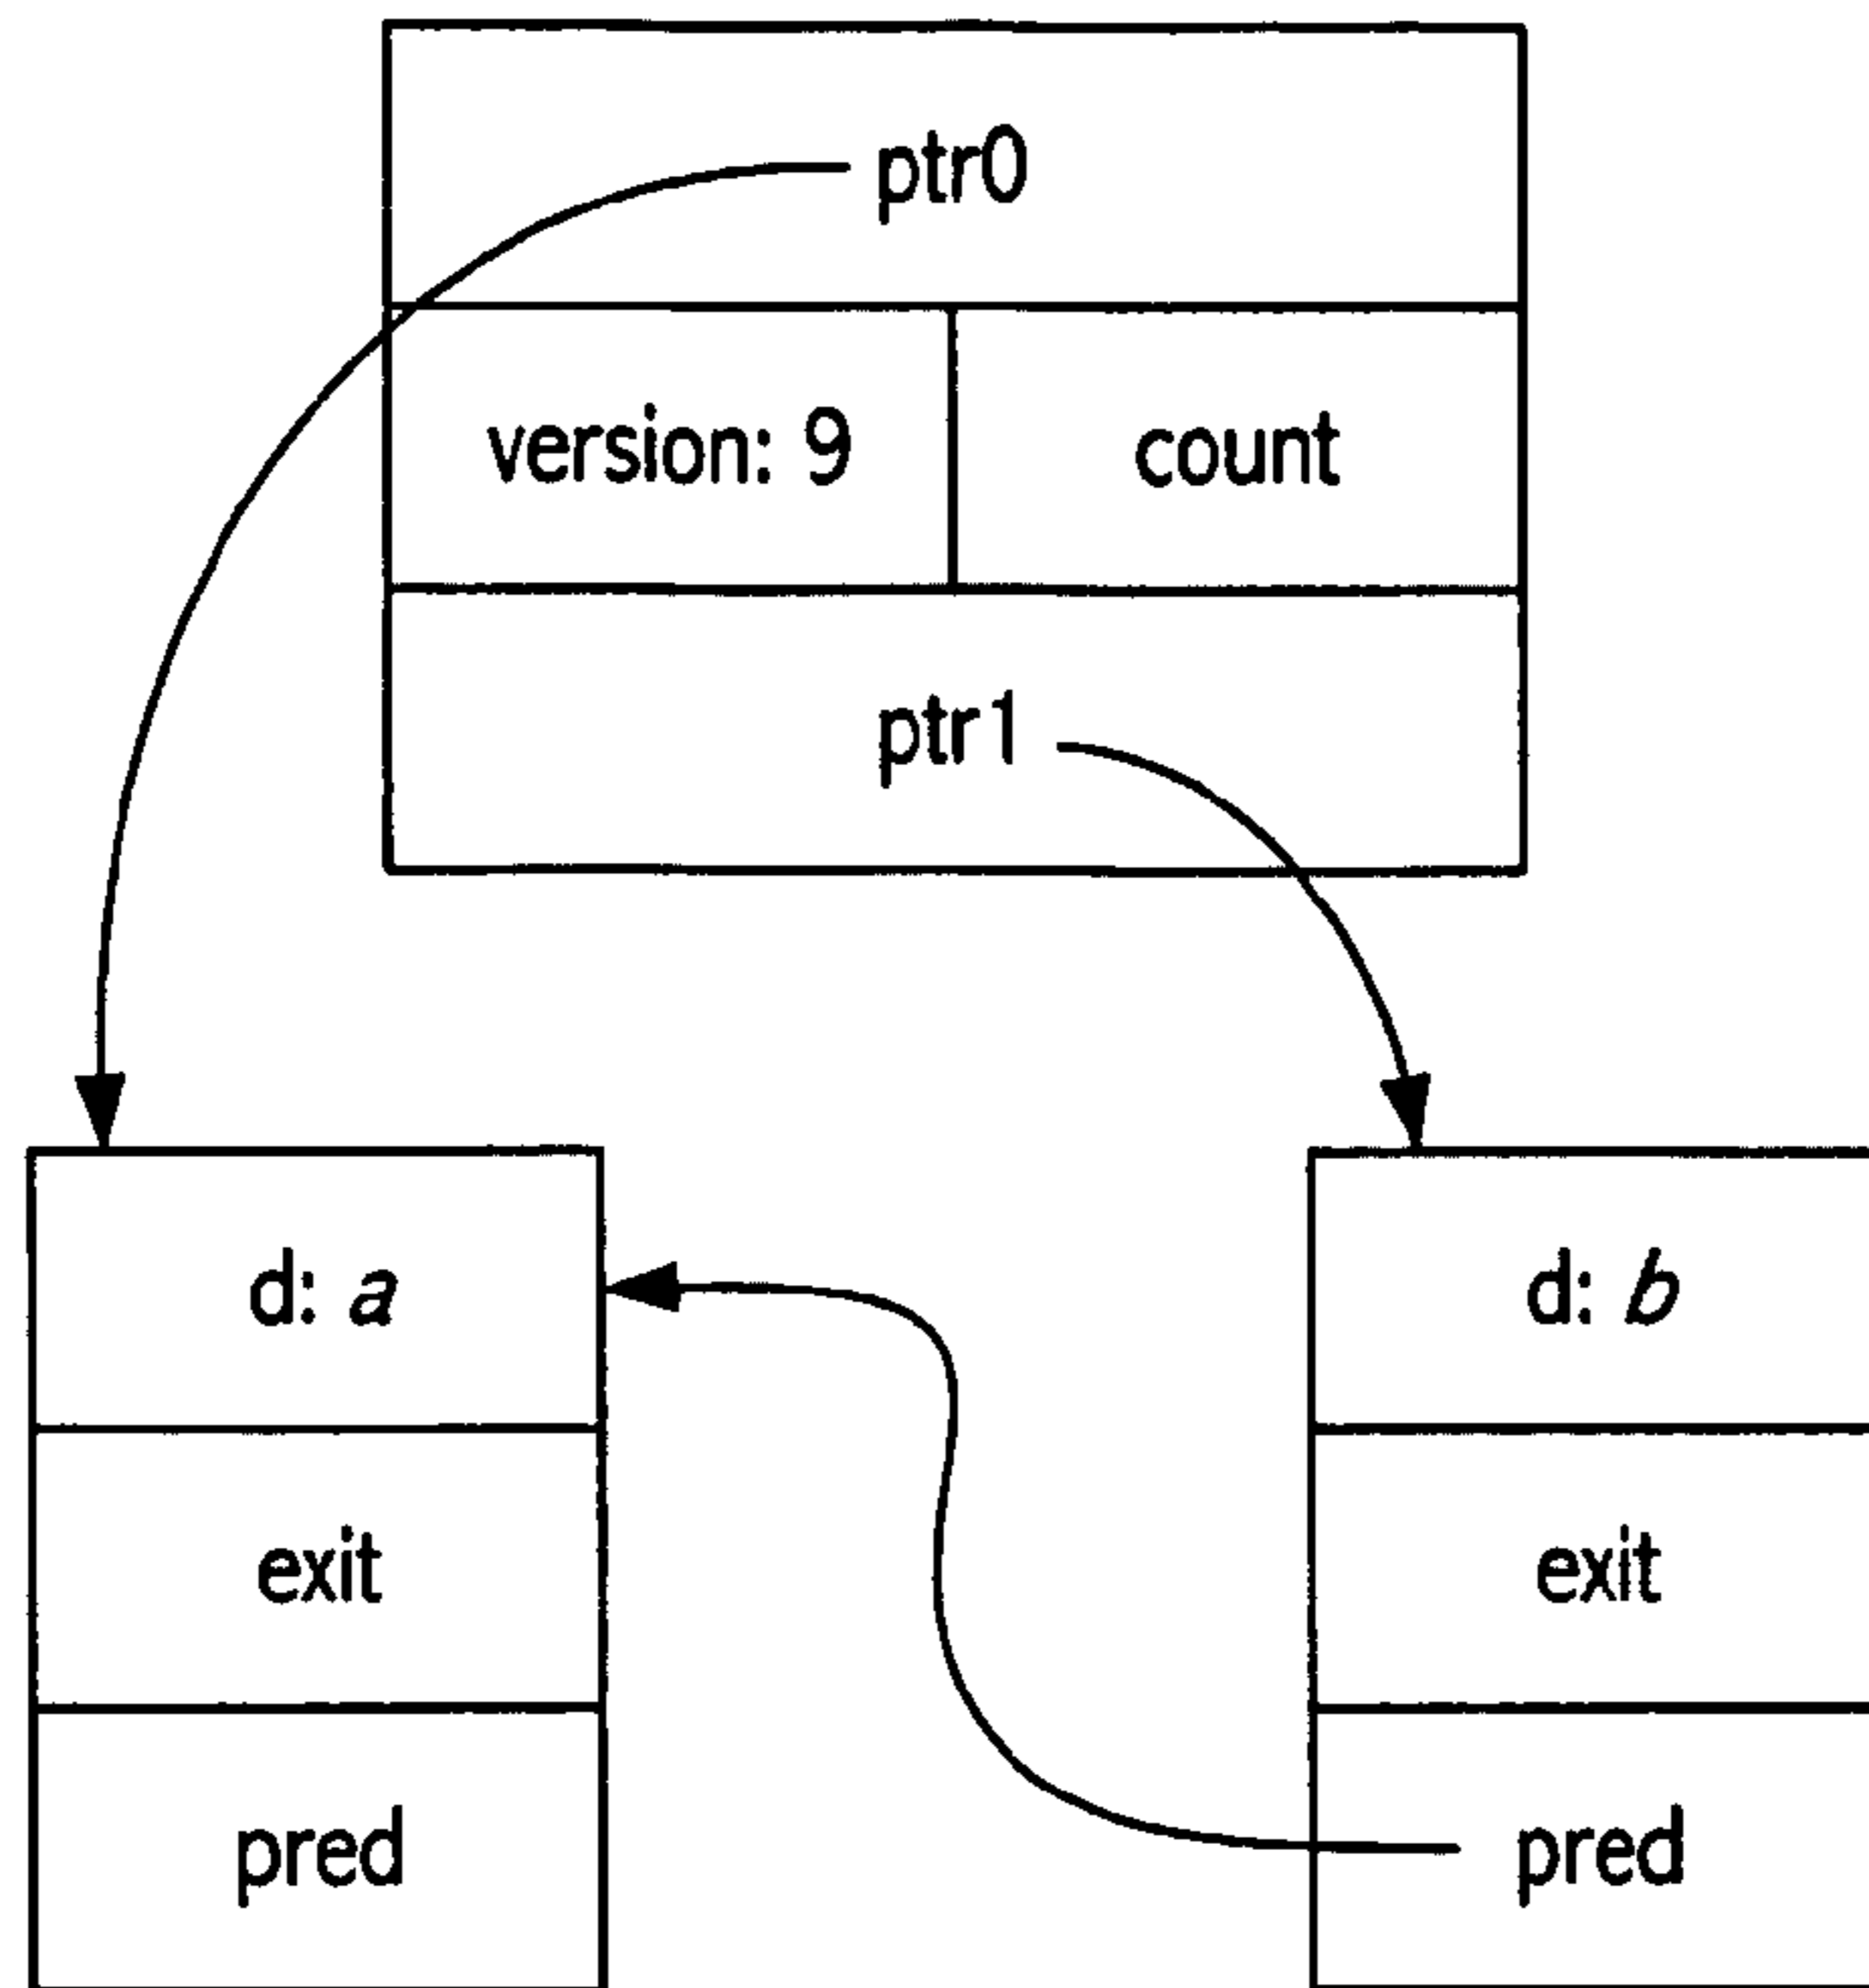 ptr0
version: 9 count
ptr1
d: a d: b
exit exit
pred pred